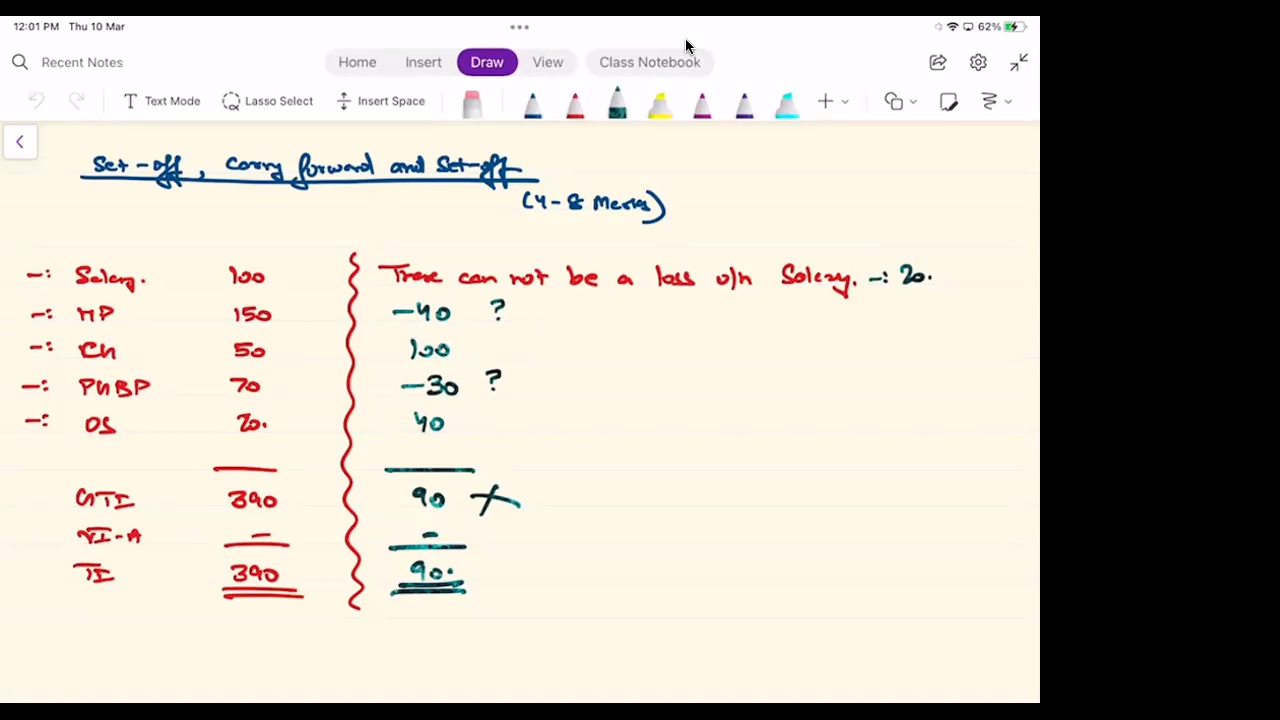 12:01 PM Thu 10 Mar 62%
Recent Notes Home Insert Draw View Class Notebook
Text Mode Lasso Select Insert Space
Set-off, Carry forward and Set-off
(4-8 Marks)
-: Salary. 100 There can not be a loss u/h Salary. -: 20.
-: HP 150 -40 ?
-: CG 50 100
-: PGBP 70 -30 ?
-: OS 20. 40
GTI 390 90 X
VI-A - -
TI 390 90.